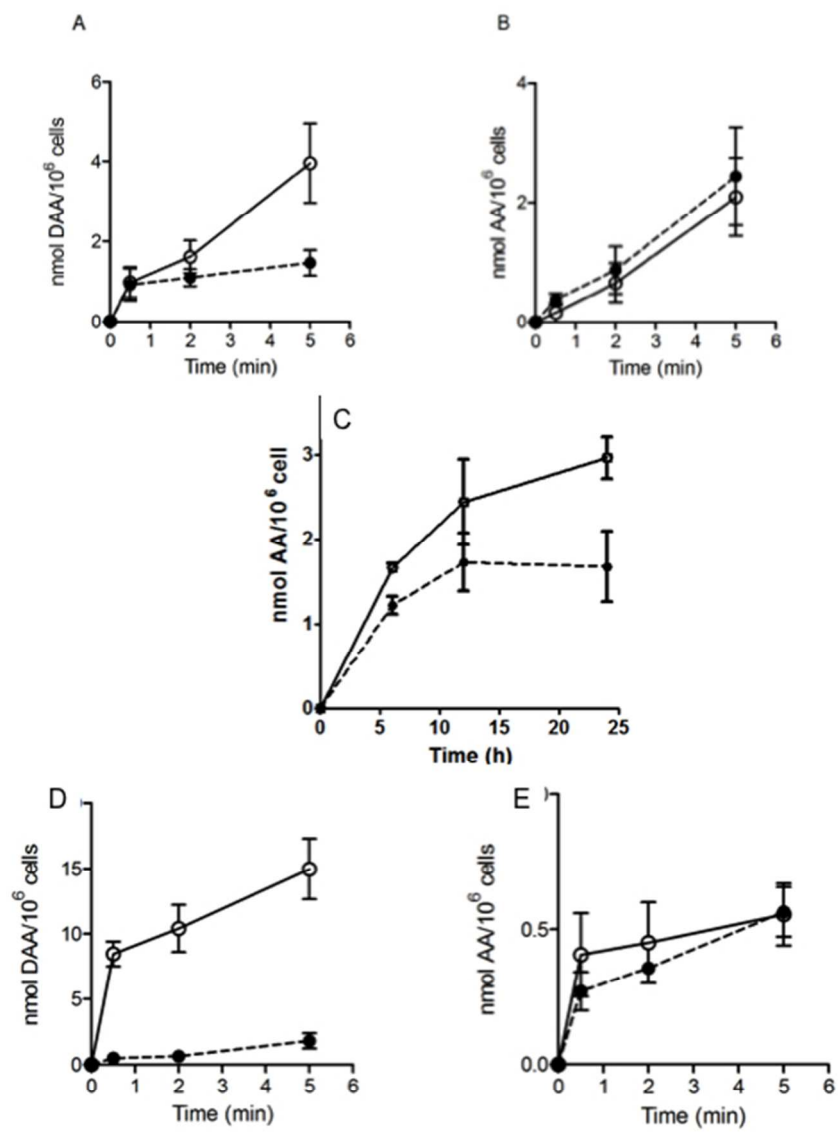 A
B
nmol DAA/10⁶ cells
6
4
2
0
0 1 2 3 4 5 6
Time (min)
nmol AA/10⁶ cells
4
2
0
0 1 2 3 4 5 6
Time (min)
C
nmol AA/10⁶ cell
3
2
1
0
0 5 10 15 20 25
Time (h)
D
nmol DAA/10⁶ cells
15
10
5
0
0 1 2 3 4 5 6
Time (min)
E
nmol AA/10⁶ cells
0.5
0.0
0 1 2 3 4 5 6
Time (min)